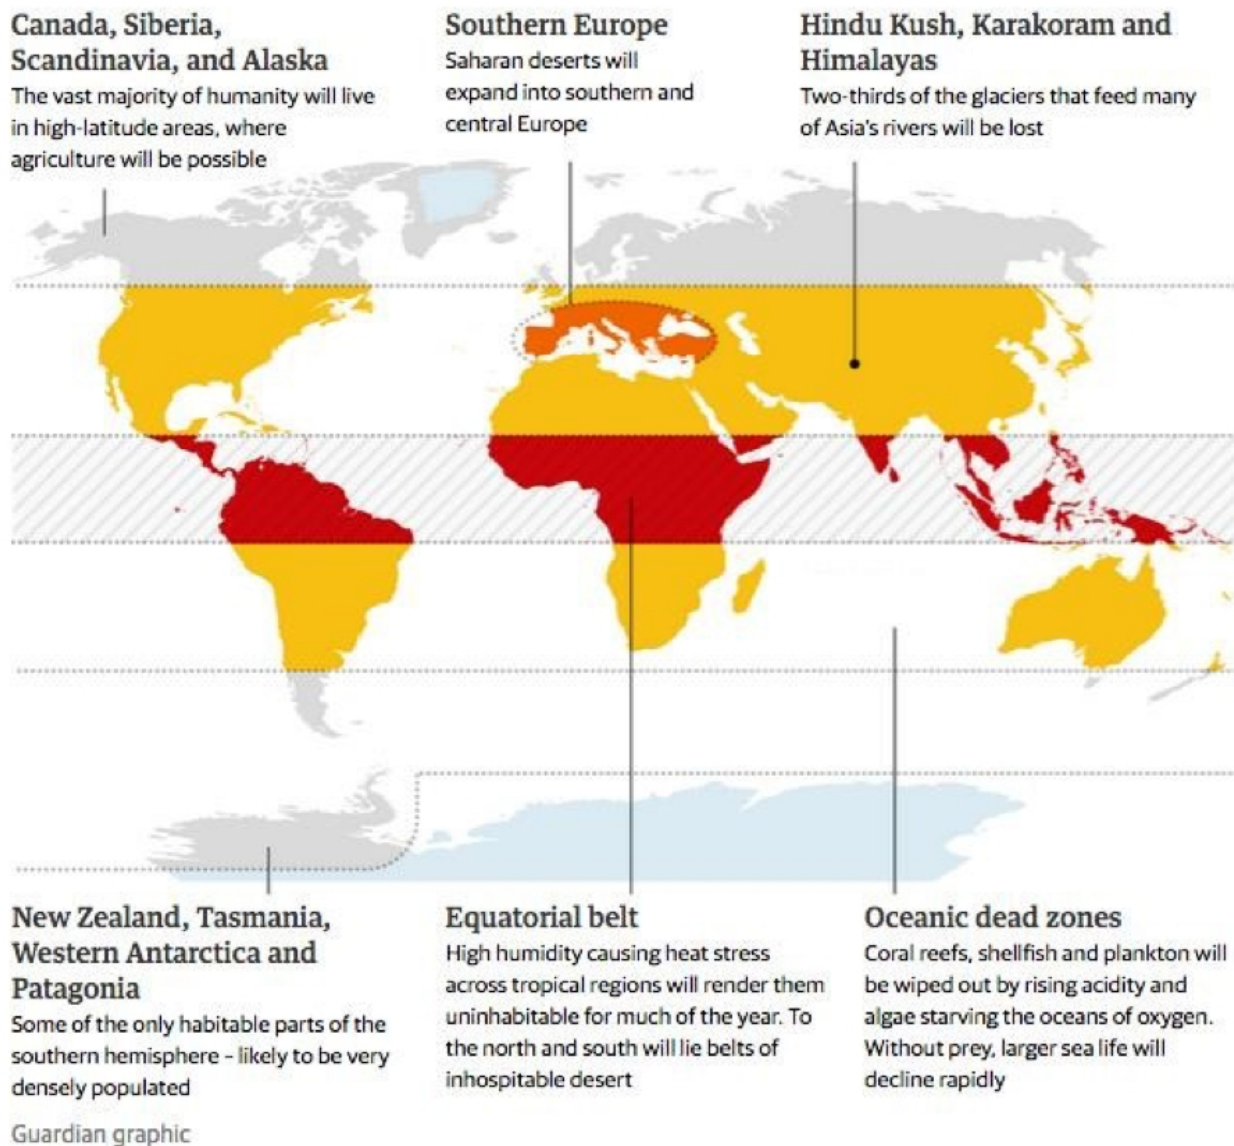 Canada, Siberia,
Scandinavia, and Alaska
The vast majority of humanity will live
in high-latitude areas, where
agriculture will be possible
Southern Europe
Saharan deserts will
expand into southern and
central Europe
Hindu Kush, Karakoram and
Himalayas
Two-thirds of the glaciers that feed many
of Asia's rivers will be lost
New Zealand, Tasmania,
Western Antarctica and
Patagonia
Some of the only habitable parts of the
southern hemisphere – likely to be very
densely populated
Equatorial belt
High humidity causing heat stress
across tropical regions will render them
uninhabitable for much of the year. To
the north and south will lie belts of
inhospitable desert
Oceanic dead zones
Coral reefs, shellfish and plankton will
be wiped out by rising acidity and
algae starving the oceans of oxygen.
Without prey, larger sea life will
decline rapidly
Guardian graphic